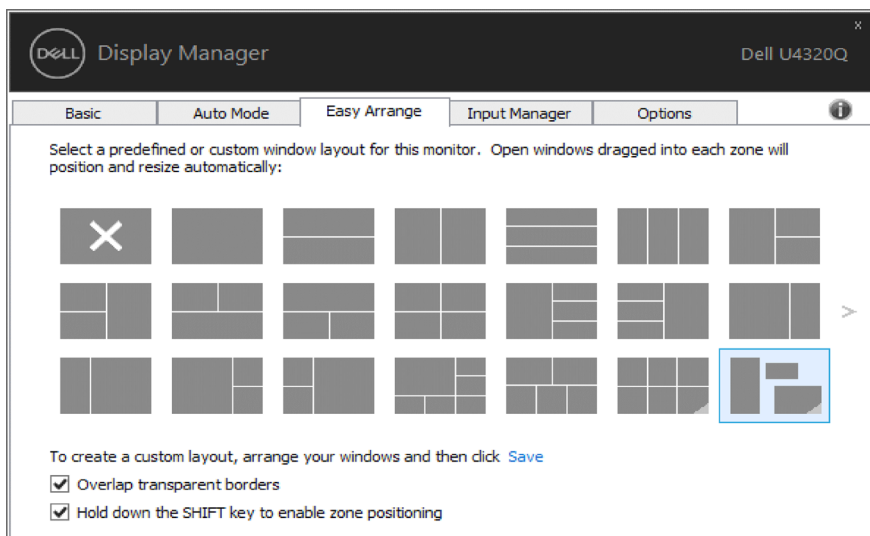 x
DELL Display Manager
Dell U4320Q
Basic Auto Mode Easy Arrange Input Manager Options i
Select a predefined or custom window layout for this monitor. Open windows dragged into each zone will
position and resize automatically:
>
To create a custom layout, arrange your windows and then click Save
Overlap transparent borders
Hold down the SHIFT key to enable zone positioning